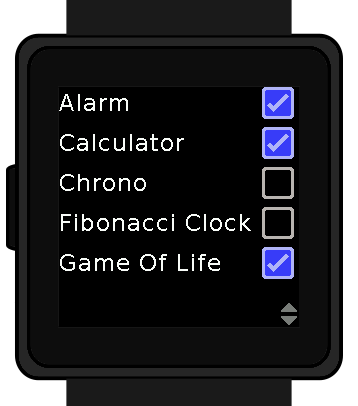 Alarm
Calculator
Chrono
Fibonacci Clock
Game Of Life